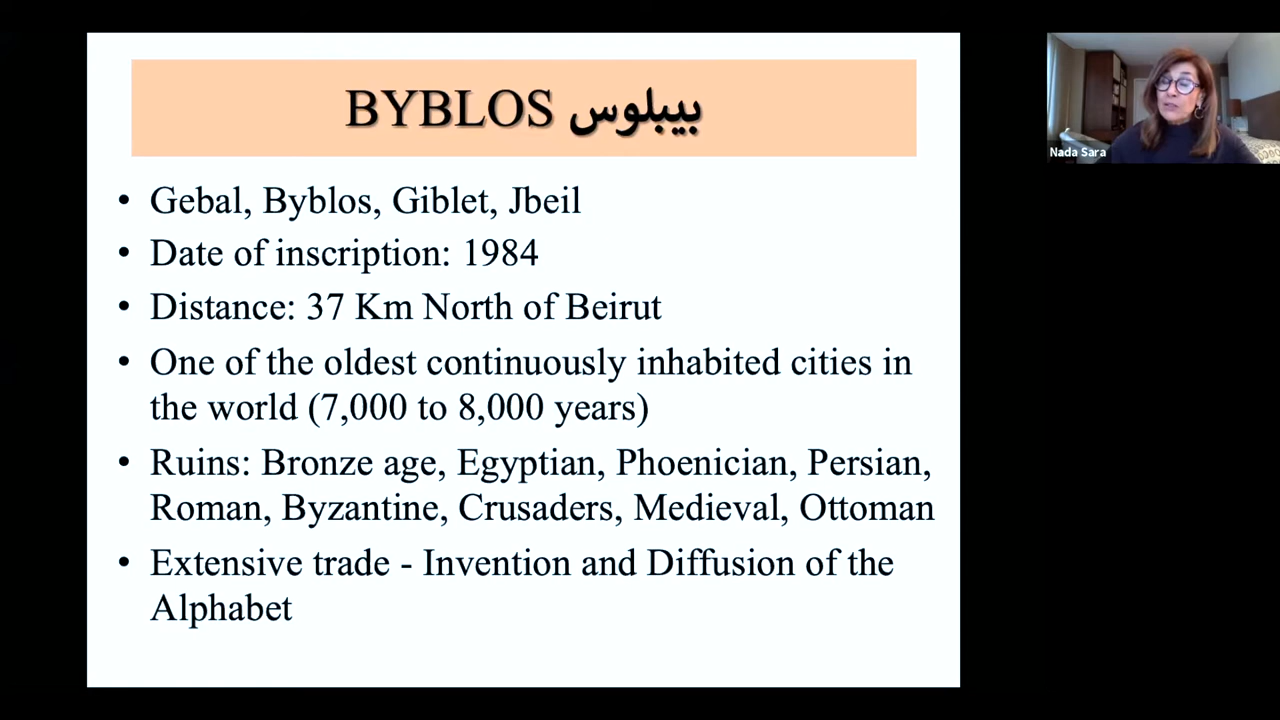 BYBLOS بيبلوس
• Gebal, Byblos, Giblet, Jbeil
• Date of inscription: 1984
• Distance: 37 Km North of Beirut
• One of the oldest continuously inhabited cities in
the world (7,000 to 8,000 years)
• Ruins: Bronze age, Egyptian, Phoenician, Persian,
Roman, Byzantine, Crusaders, Medieval, Ottoman
• Extensive trade - Invention and Diffusion of the
Alphabet
Nada Sara